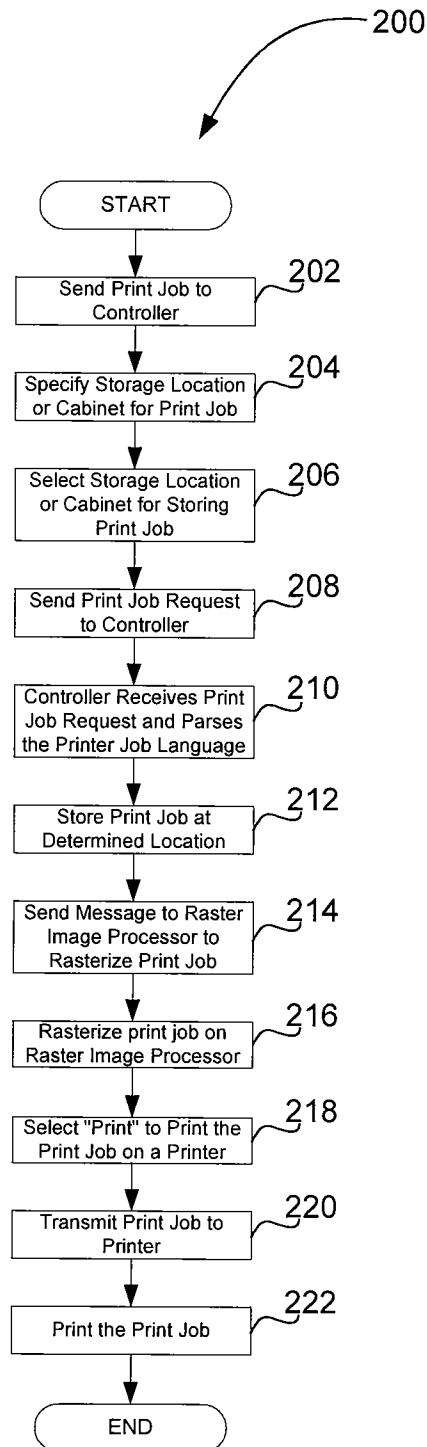 200
START
202
Send Print Job to
Controller
204
Specify Storage Location
or Cabinet for Print Job
206
Select Storage Location
or Cabinet for Storing
Print Job
208
Send Print Job Request
to Controller
210
Controller Receives Print
Job Request and Parses
the Printer Job Language
212
Store Print Job at
Determined Location
214
Send Message to Raster
Image Processor to
Rasterize Print Job
216
Rasterize print job on
Raster Image Processor
218
Select "Print" to Print the
Print Job on a Printer
220
Transmit Print Job to
Printer
222
Print the Print Job
END